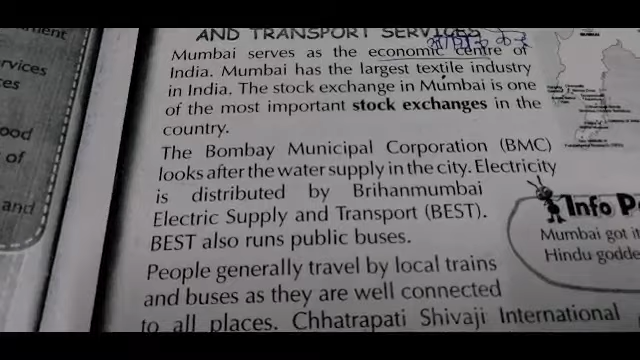 AND TRANSPORT SERVICES
Mumbai serves as the economic centre of
India. Mumbai has the largest textile industry
in India. The stock exchange in Mumbai is one
of the most important stock exchanges in the
country.
The Bombay Municipal Corporation (BMC)
looks after the water supply in the city. Electricity
is distributed by Brihanmumbai
Electric Supply and Transport (BEST).
BEST also runs public buses.
People generally travel by local trains
and buses as they are well connected
to all places. Chhatrapati Shivaji International
rvices
ood
of
and
Info P
Mumbai got it
Hindu godde